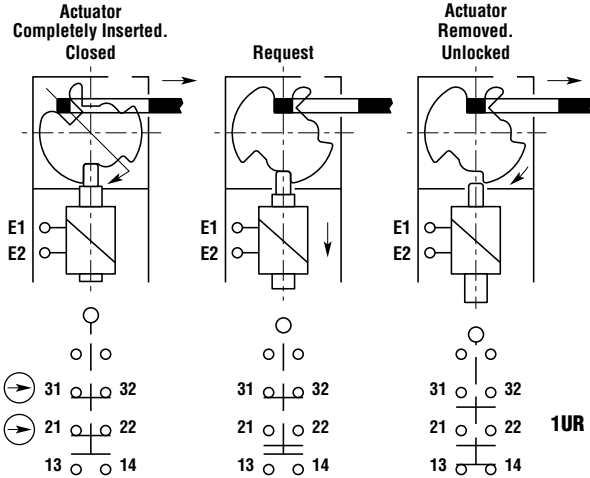 Actuator
Completely Inserted.
Closed
Request
Actuator
Removed.
Unlocked
E1
E2
E1
E2
E1
E2
31 32
31 32
31 32
21 22
21 22
21 22
1UR
13 14
13 14
13 14